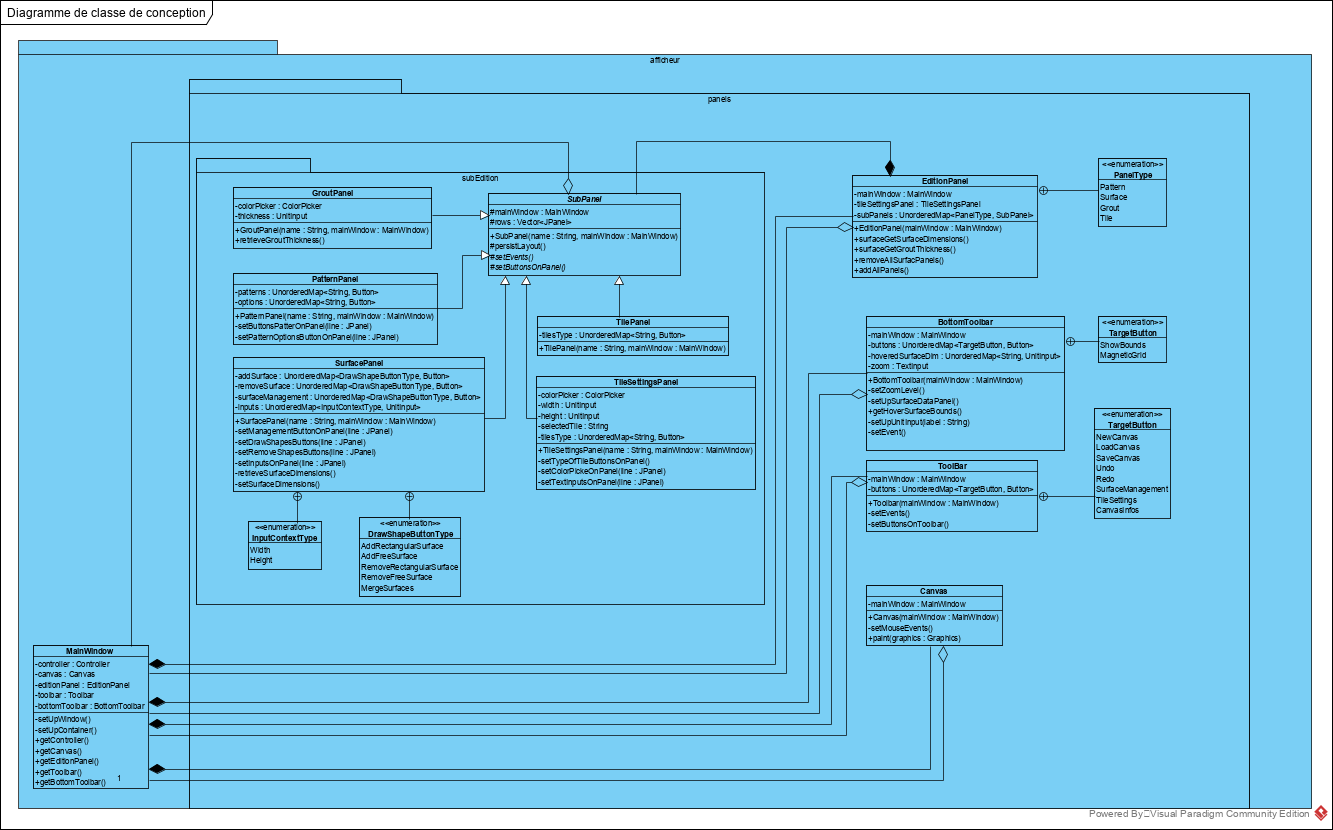 Diagramme de classe de conception
afficheur
panels
subEdition
GroutPanel
-colorPicker : ColorPicker
-thickness : UnitInput
+GroutPanel(name : String, mainWindow : MainWindow)
+retrieveGroutThickness()
SubPanel
#mainWindow : MainWindow
#rows : Vector<JPanel>
+SubPanel(name : String, mainWindow : MainWindow)
#persistLayout()
#setEvents()
#setButtonsOnPanel()
PatternPanel
-patterns : UnorderedMap<String, Button>
-options : UnorderedMap<String, Button>
+PatternPanel(name : String, mainWindow : MainWindow)
-setButtonsPatterOnPanel(line : JPanel)
-setPatternOptionsButtonOnPanel(line : JPanel)
TilePanel
-tilesType : UnorderedMap<String, Button>
+TilePanel(name : String, mainWindow : MainWindow)
SurfacePanel
-addSurface : UnoderedMap<DrawShapeButtonType, Button>
-removeSurface : UnorderedMap<DrawShapeButtonType, Button>
-surfaceManagement : UnorderedMap<DrawShapeButtonType, Button>
-inputs : UnorderedMap<InputContextType, UnitInput>
+SurfacePanel(name : String, mainWindow : MainWindow)
-setManagementButtonOnPanel(line : JPanel)
-setDrawShapesButtons(line : JPanel)
-setRemoveShapesButtons(line : JPanel)
-setInputsOnPanel(line : JPanel)
-retrieveSurfaceDimensions()
-setSurfaceDimensions()
TileSettingsPanel
-colorPicker : ColorPicker
-width : UnitInput
-height : UnitInput
-selectedTile : String
-tilesType : UnorderedMap<String, Button>
+TileSettingsPanel(name : String, mainWindow : MainWindow)
-setTypeOfTileButtonsOnPanel()
-setColorPickeOnPanel(line : JPanel)
-setTextInputsOnPanel(line : JPanel)
<<enumeration>>
InputContextType
Width
Height
<<enumeration>>
DrawShapeButtonType
AddRectangularSurface
AddFreeSurface
RemoveRectangularSurface
RemoveFreeSurface
MergeSurfaces
EditionPanel
-mainWindow : MainWindow
-tileSettingsPanel : TileSettingsPanel
-subPanels : UnorderedMap<PanelType, SubPanel>
+EditionPanel(mainWindow : MainWindow)
+surfaceGetSurfaceDimensions()
+surfaceGetGroutThickness()
+removeAllSurfacPanels()
+addAllPanels()
<<enumeration>>
PanelType
Pattern
Surface
Grout
Tile
BottomToolbar
-mainWindow : MainWindow
-buttons : UnorderedMap<TargetButton, Button>
-hoveredSurfaceDim : UnorderedMap<String, UnitInput>
-zoom : TextInput
+BottomToolbar(mainWindow : MainWindow)
-setZoomLevel()
-setUpSurfaceDataPanel()
+getHoverSurfaceBounds()
-setUpUnitInput(label : String)
-setEvent()
<<enumeration>>
TargetButton
ShowBounds
MagneticGrid
<<enumeration>>
TargetButton
NewCanvas
LoadCanvas
SaveCanvas
Undo
Redo
SurfaceManagement
TileSettings
CanvasInfos
ToolBar
-mainWindow : MainWindow
-buttons : UnorderedMap<TargetButton, Button>
+Toolbar(mainWindow : MainWindow)
-setEvents()
-setButtonsOnToolbar()
Canvas
-mainWindow : MainWindow
+Canvas(mainWindow : MainWindow)
-setMouseEvents()
+paint(graphics : Graphics)
MainWindow
-controller : Controller
-canvas : Canvas
-editionPanel : EditionPanel
-toolbar : Toolbar
-bottomToolbar : BottomToolbar
-setUpWindow()
-setUpContainer()
+getController()
+getCanvas()
+getEditionPanel()
+getToolbar()
+getBottomToolbar()
1
Powered By Visual Paradigm Community Edition